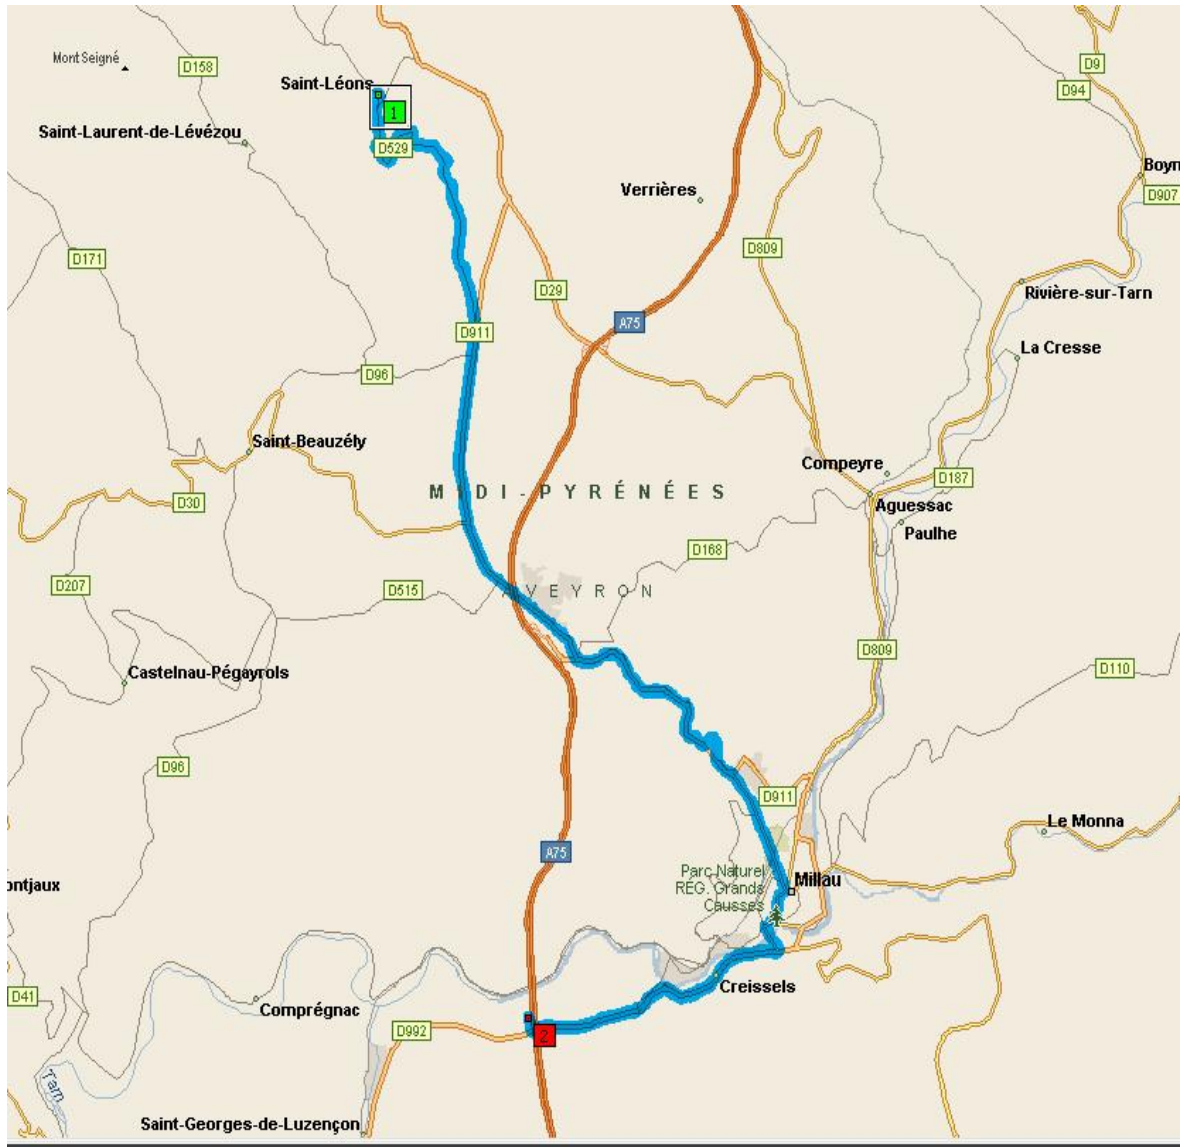 D9
Mont Seigné
D158
Saint-Léons
D94
1
Saint-Laurent-de-Lévézou
D529
Boyn
Verrières
D907
D809
D171
D29
Rivière-sur-Tarn
A75
D911
La Cresse
D96
Saint-Beauzély
Compeyre
D187
MIDI-PYRÉNÉES
D30
Aguessac
Paulhe
D168
D207
D515
AVEYRON
D809
Castelnau-Pégayrols
D110
D96
D911
Le Monna
A75
Parc Naturel
RÉG. Grands
Causses
Millau
ontjaux
Creissels
D41
Comprégnac
D992
2
Tarn
Saint-Georges-de-Luzençon